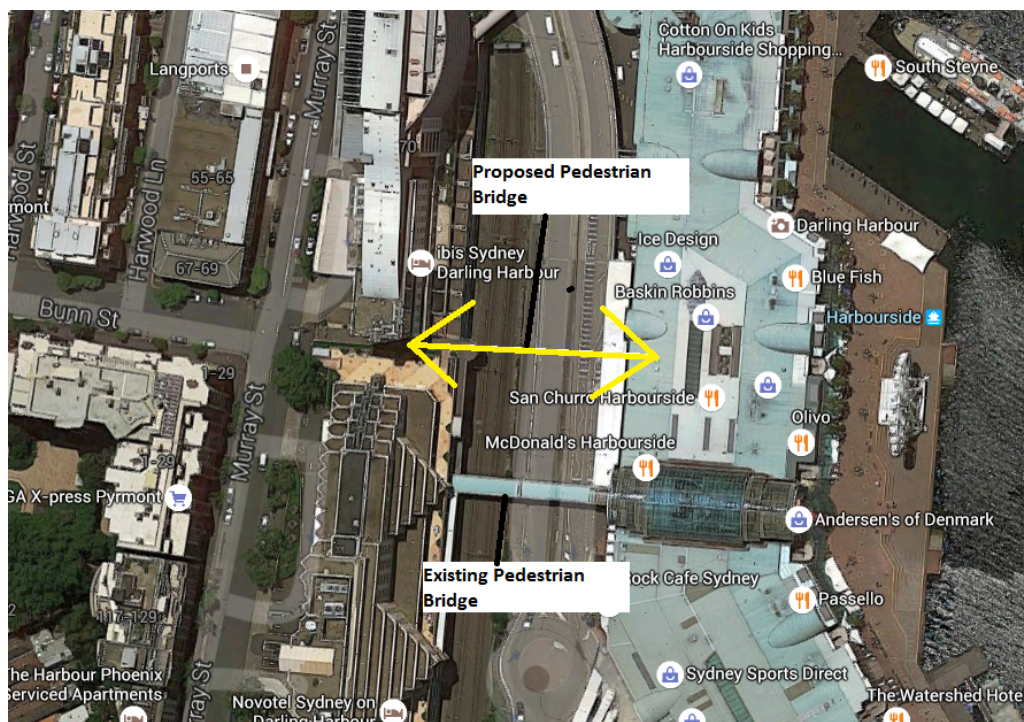 Cotton On Kids
Harbourside Shopping...
Langports
South Steyne
Murray St
Harwood St
Harwood Ln
70
55-65
mont
67-69
Proposed Pedestrian
Bridge
ibis Sydney
Darling Harbour
Darling Harbour
Ice Design
Baskin Robbins
Blue Fish
Harbourside
Bunn St
1-29
San Churro Harbourside
Olivo
McDonald's Harbourside
Murray St
1-29
GA X-press Pyrmont
Andersen's of Denmark
Existing Pedestrian
Bridge
ock Cafe Sydney
Passello
2
117-129
The Harbour Phoenix
Serviced Apartments
Murray St
Sydney Sports Direct
Novotel Sydney on
Darling Harbour
The Watershed Hote